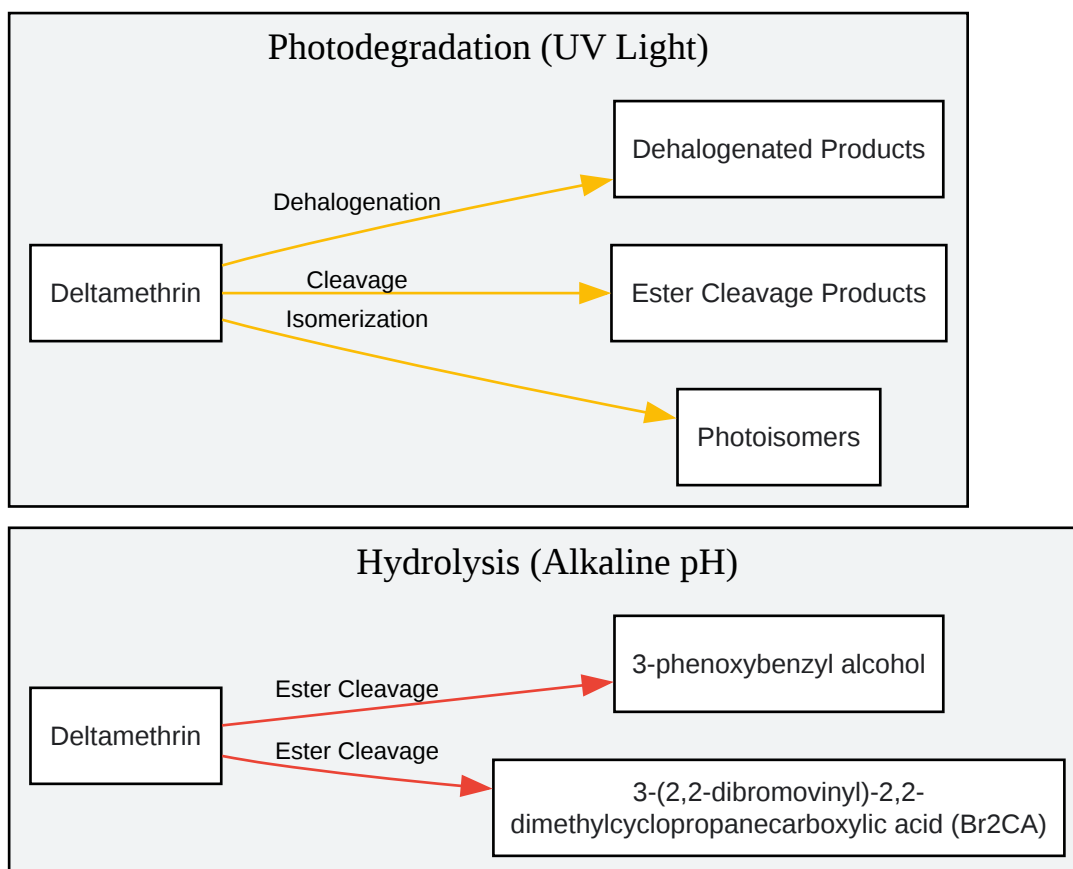 Photodegradation (UV Light)
Dehalogenated Products
Dehalogenation
Deltamethrin
Cleavage
Ester Cleavage Products
Isomerization
Photoisomers
Hydrolysis (Alkaline pH)
3-phenoxybenzyl alcohol
Ester Cleavage
Deltamethrin
Ester Cleavage
3-(2,2-dibromovinyl)-2,2-
dimethylcyclopropanecarboxylic acid (Br2CA)